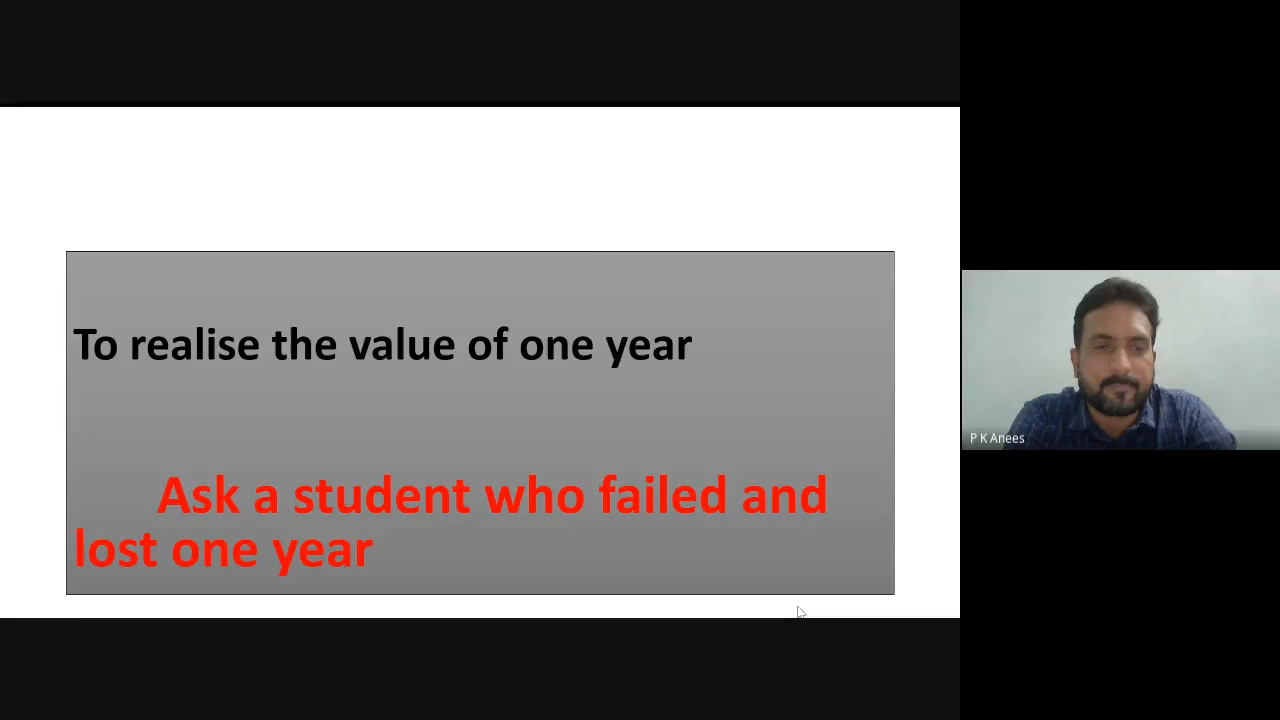 To realise the value of one year
Ask a student who failed and
lost one year
P K Anees